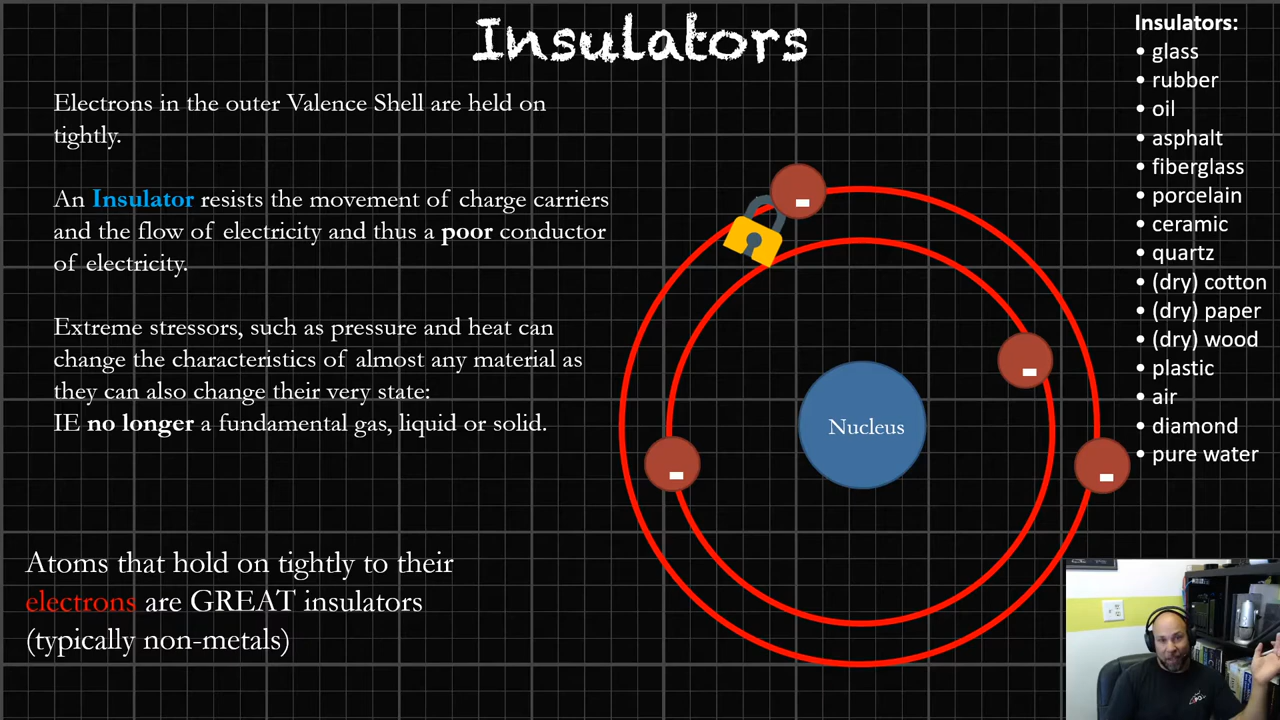 Insulators
Electrons in the outer Valence Shell are held on
tightly.
An Insulator resists the movement of charge carriers
and the flow of electricity and thus a poor conductor
of electricity.
Extreme stressors, such as pressure and heat can
change the characteristics of almost any material as
they can also change their very state:
IE no longer a fundamental gas, liquid or solid.
Atoms that hold on tightly to their
electrons are GREAT insulators
(typically non-metals)
-
-
Nucleus
-
-
Insulators:
• glass
• rubber
• oil
• asphalt
• fiberglass
• porcelain
• ceramic
• quartz
• (dry) cotton
• (dry) paper
• (dry) wood
• plastic
• air
• diamond
• pure water